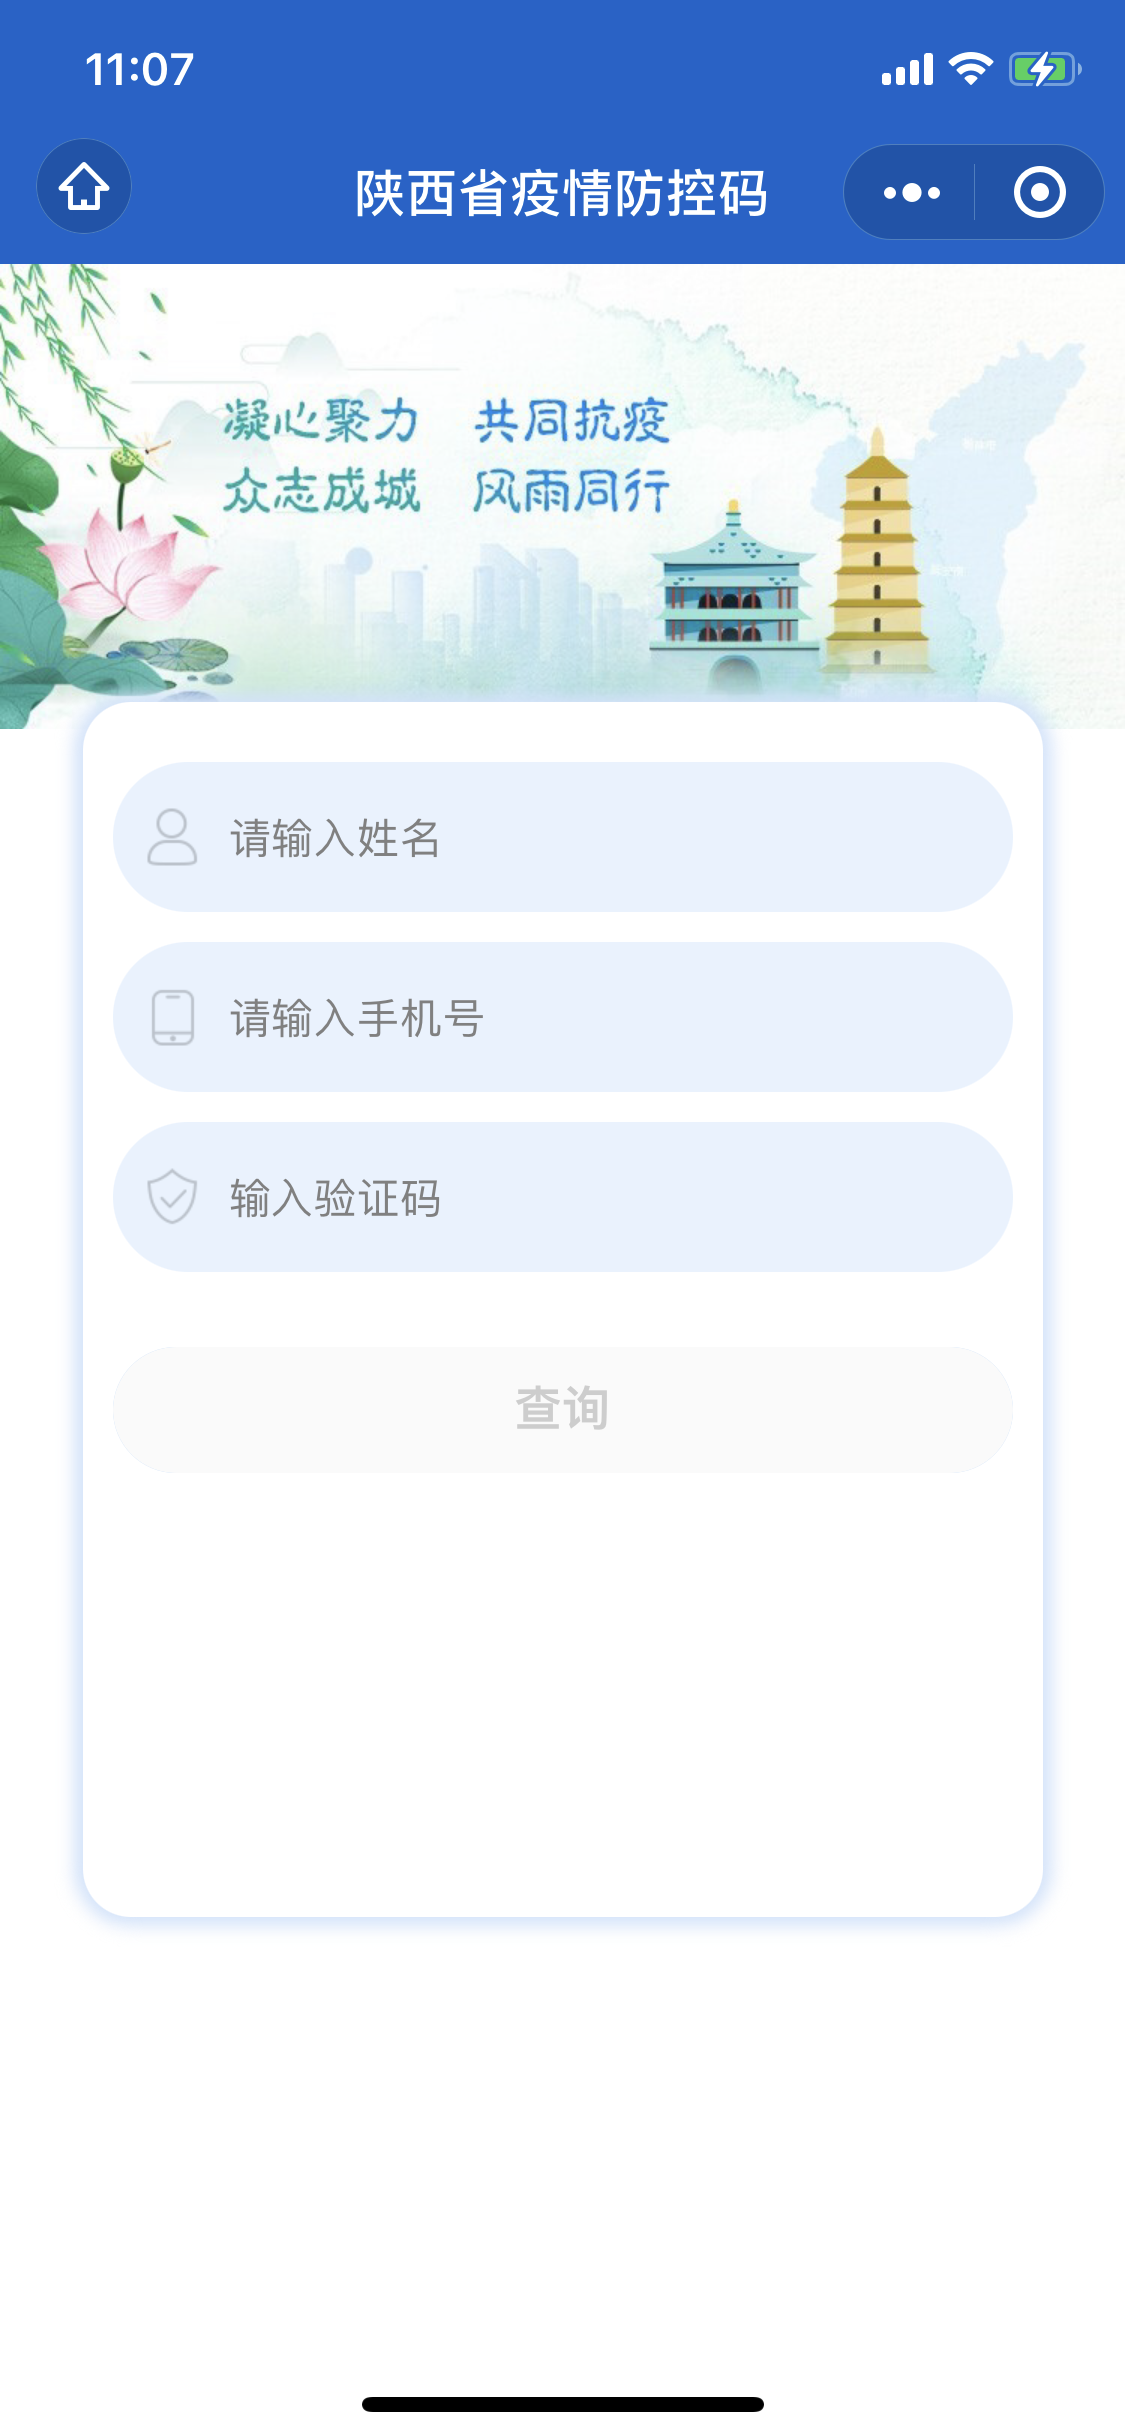 11:07
陕西省疫情防控码
凝心聚力 共同抗疫
众志成城 风雨同行
请输入姓名
请输入手机号
输入验证码
查询